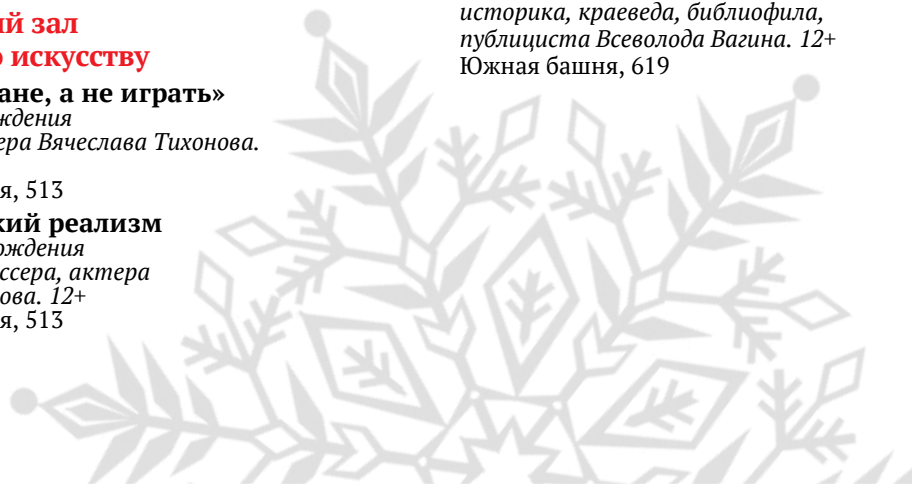 ий зал
о искусству
ане, а не играть»
ждения
ера Вячеслава Тихонова.
я, 513
кий реализм
ождения
ссера, актера
ова. 12+
я, 513
историка, краеведа, библиофила,
публициста Всеволода Вагина. 12+
Южная башня, 619